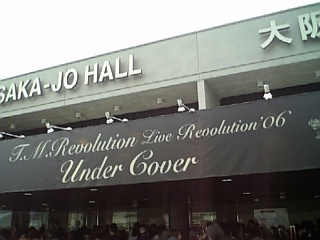 SAKA-JO HALL
大阪
T.M.Revolution Live Revolution'06
Under Cover